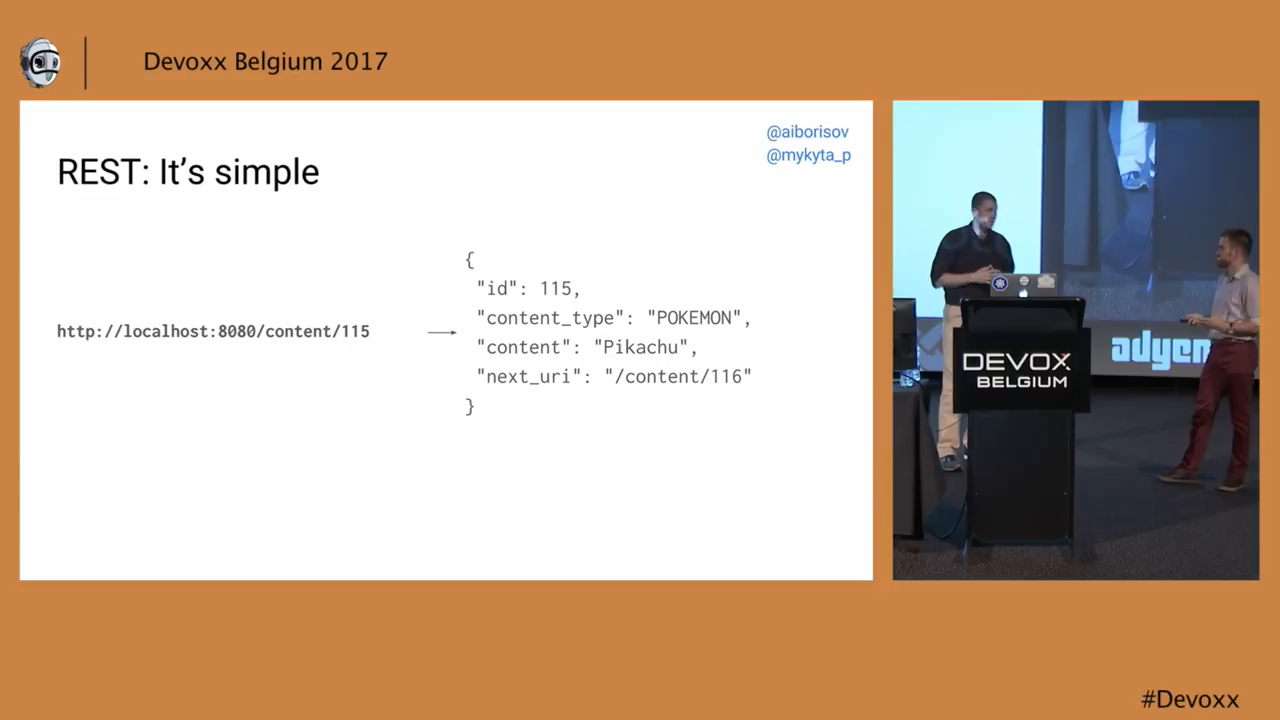 Devoxx Belgium 2017
@aiborisov
@mykyta_p
REST: It's simple
http://localhost:8080/content/115
{
"id": 115,
"content_type": "POKEMON",
"content": "Pikachu",
"next_uri": "/content/116"
}
adyen
DEVOXX
BELGIUM
#Devoxx